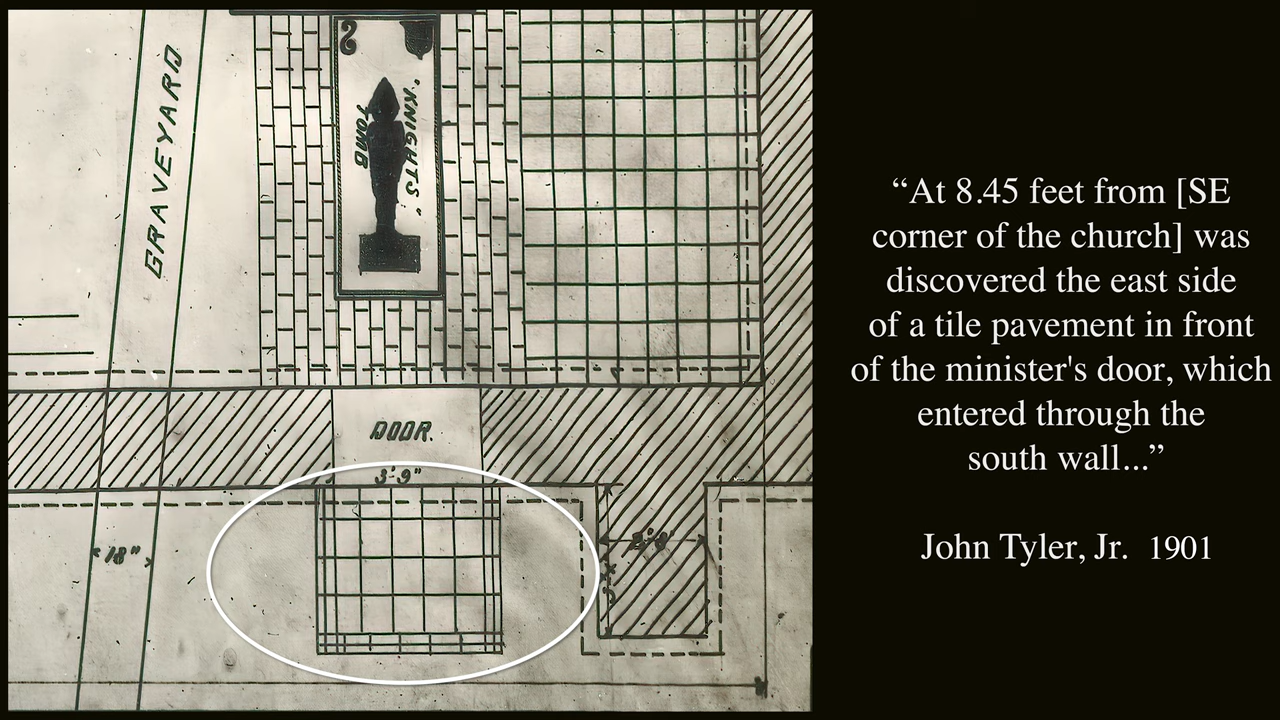 GRAVEYARD
"KNIGHTS'
TOMB
DOOR.
3'-9"
18"
“At 8.45 feet from [SE
corner of the church] was
discovered the east side
of a tile pavement in front
of the minister's door, which
entered through the
south wall...”
John Tyler, Jr. 1901